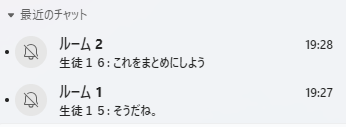 最近のチャット
ルーム 2 19:28
生徒16:これをまとめにしよう
ルーム 1 19:27
生徒15:そうだね。